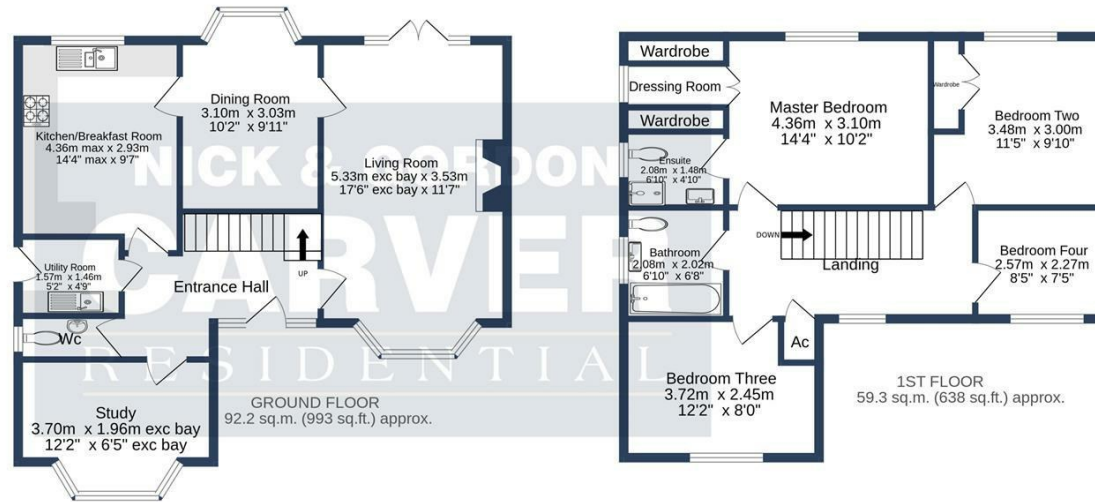 Kitchen/Breakfast Room
4.36m max x 2.93m
14'4" max x 9'7"
Dining Room
3.10m x 3.03m
10'2" x 9'11"
Living Room
5.33m exc bay x 3.53m
17'6" exc bay x 11'7"
Utility Room
1.57m x 1.46m
5'2" x 4'9"
Entrance Hall
UP
Wc
Study
3.70m x 1.96m exc bay
12'2" x 6'5" exc bay
GROUND FLOOR
92.2 sq.m. (993 sq.ft.) approx.
NICK & GORDON
CARVER
RESIDENTIAL
Wardrobe
Dressing Room
Wardrobe
Master Bedroom
4.36m x 3.10m
14'4" x 10'2"
Wardrobe
Bedroom Two
3.48m x 3.00m
11'5" x 9'10"
Ensuite
2.08m x 1.48m
6'10" x 4'10"
Bathroom
2.08m x 2.02m
6'10" x 6'8"
DOWN
Landing
Bedroom Four
2.57m x 2.27m
8'5" x 7'5"
Ac
Bedroom Three
3.72m x 2.45m
12'2" x 8'0"
1ST FLOOR
59.3 sq.m. (638 sq.ft.) approx.